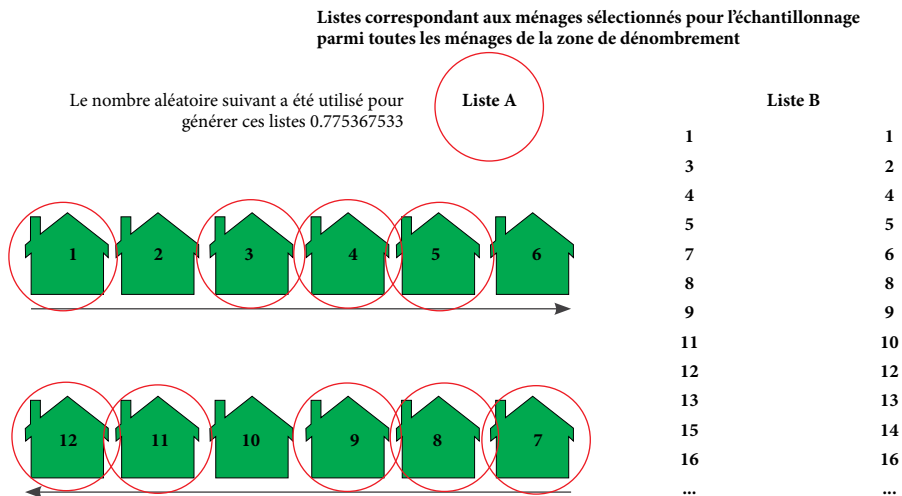 Listes correspondant aux ménages sélectionnés pour l'échantillonnage
parmi toutes les ménages de la zone de dénombrement
Le nombre aléatoire suivant a été utilisé pour
générer ces listes 0.775367533
Liste A
Liste B
1 1
3 2
4 4
5 5
7 6
8 8
9 9
11 10
12 12
13 13
15 14
16 16
... ...
1 2 3 4 5 6
12 11 10 9 8 7